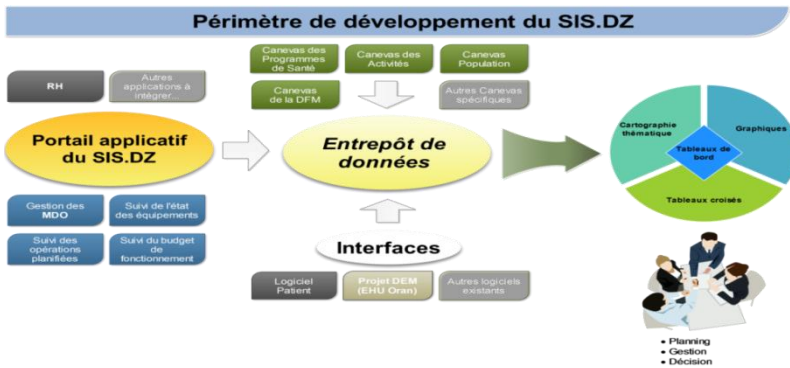 Périmètre de développement du SIS.DZ
Canevas des
Programmes
de Santé
Canevas des
Activités
Canevas
Population
RH
Autres
applications à
intégrer...
Canevas
de la DFM
Autres Canevas
spécifiques
Portail applicatif
du SIS.DZ
Entrepôt de
données
Cartographie
thématique
Graphiques
Tableaux de
bord
Tableaux croisés
Gestion des
MDO
Suivi de l'état
des équipements
Suivi des
opérations
planifiées
Suivi du budget
de
fonctionnement
Interfaces
Logiciel
Patient
Projet DEM
(EHU Oran)
Autres logiciels
existants
• Planning
• Gestion
• Décision